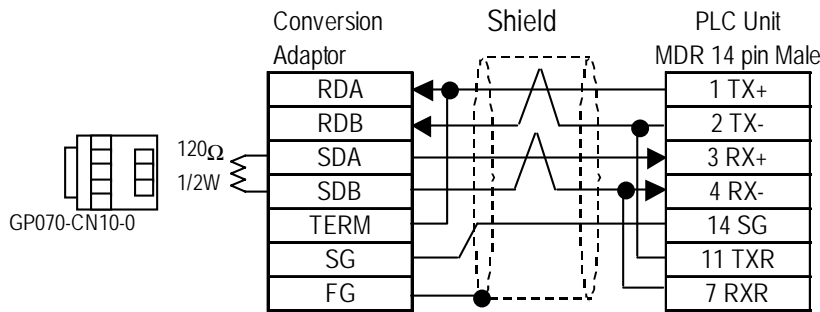 Conversion
Adaptor
Shield
PLC Unit
MDR 14 pin Male
RDA
1 TX+
RDB
2 TX-
120Ω
SDA
3 RX+
1/2W
SDB
4 RX-
GP070-CN10-0
TERM
14 SG
SG
11 TXR
FG
7 RXR